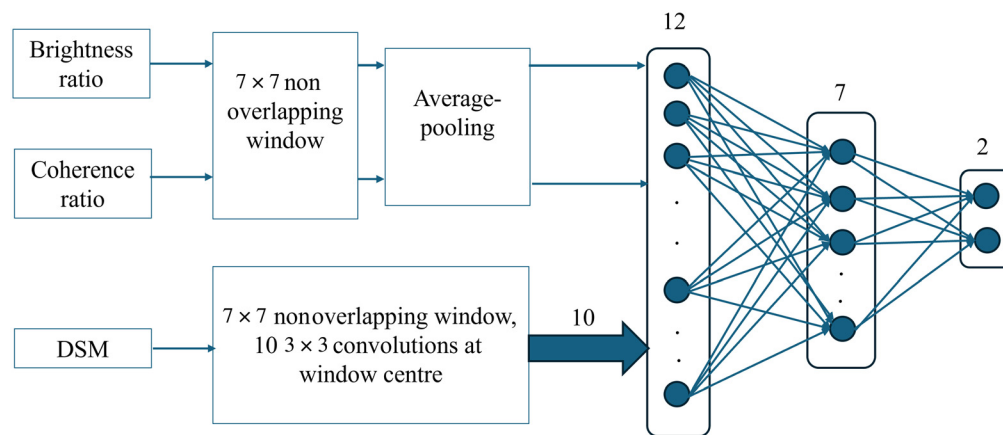 Brightness
ratio
7 × 7 non
overlapping
window
Average-
pooling
Coherence
ratio
DSM
7 × 7 nonoverlapping window,
10 3 × 3 convolutions at
window centre
10
12
7
2